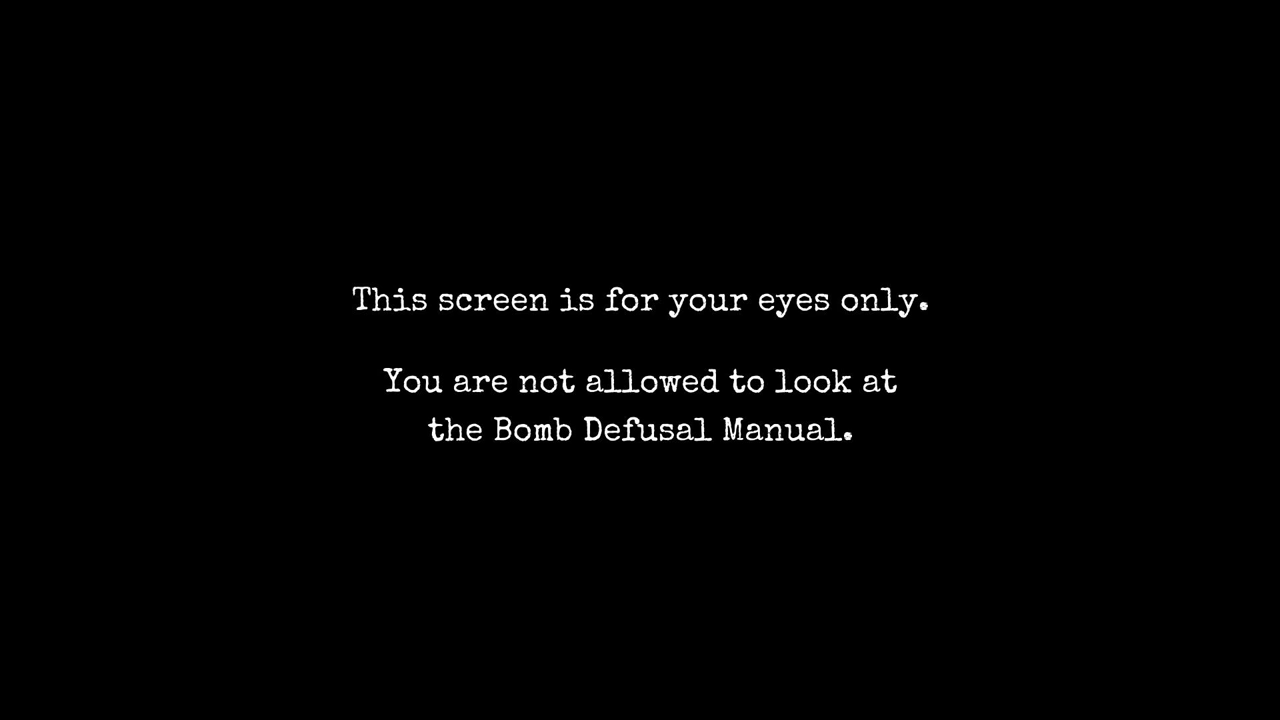 This screen is for your eyes only.
You are not allowed to look at
the Bomb Defusal Manual.